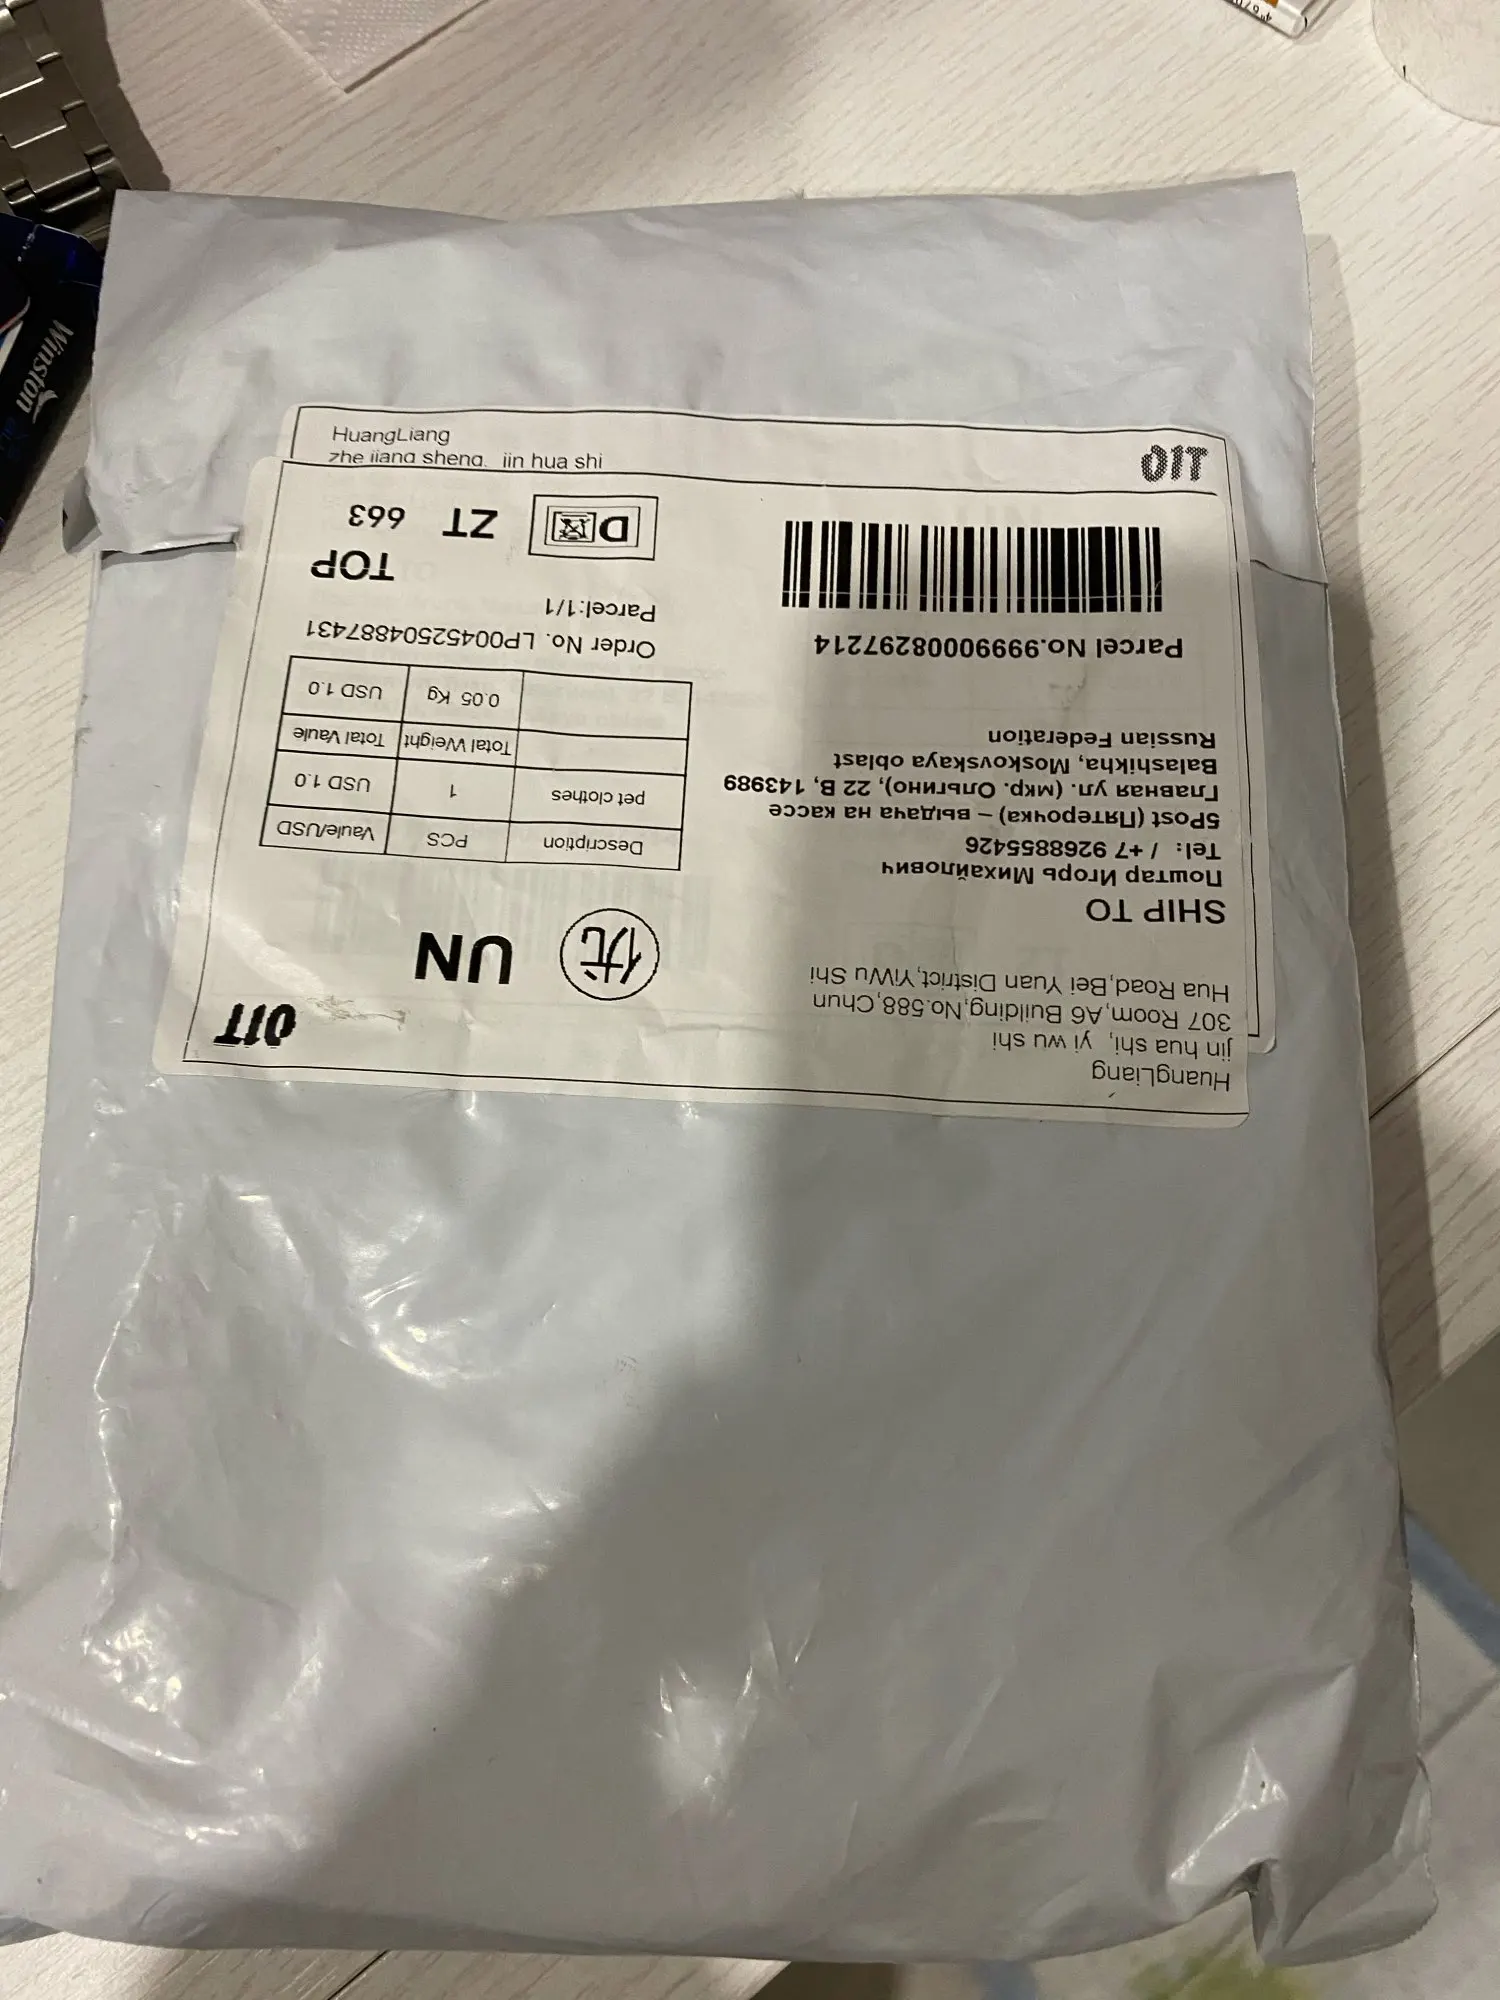 HuangLiang
jin hua shi, yi wu shi
307 Room,A6 Building,No.588,Chun
Hua Road,Bei Yuan District,YiWu Shi
SHIP TO
Поштар Игорь Михайлович
Tel: / +7 9268855426
5Post (Пятерочка) – выдача на кассе
Главная ул. (мкр. Ольгино), 22 В, 143989
Balashikha, Moskovskaya oblast
Russian Federation
Parcel No.99990008297214
OTT
优
UN
Description PCS Vaule/USD
pet clothes 1 USD 1.0
Total Weight Total Vaule
0.05 Kg USD 1.0
Order No. LP00452504887431
Parcel:1/1
TOP
D
ZT 663
HuangLiang
zhe jiang sheng, jin hua shi
OTT
Winston